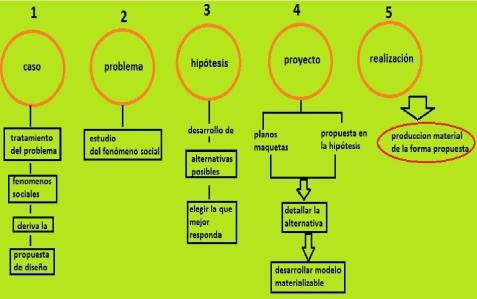 1
caso
tratamiento
del problema
fenomenos
sociales
deriva la
propuesta
de diseño
2
problema
estudio
del fenómeno social
3
hipótesis
desarrollo de
alternativas
posibles
elegir la que
mejor
responda
4
proyecto
planos
maquetas
propuesta en
la hipótesis
detallar la
alternativa
desarrollar modelo
materializable
5
realización
produccion material
de la forma propuesta